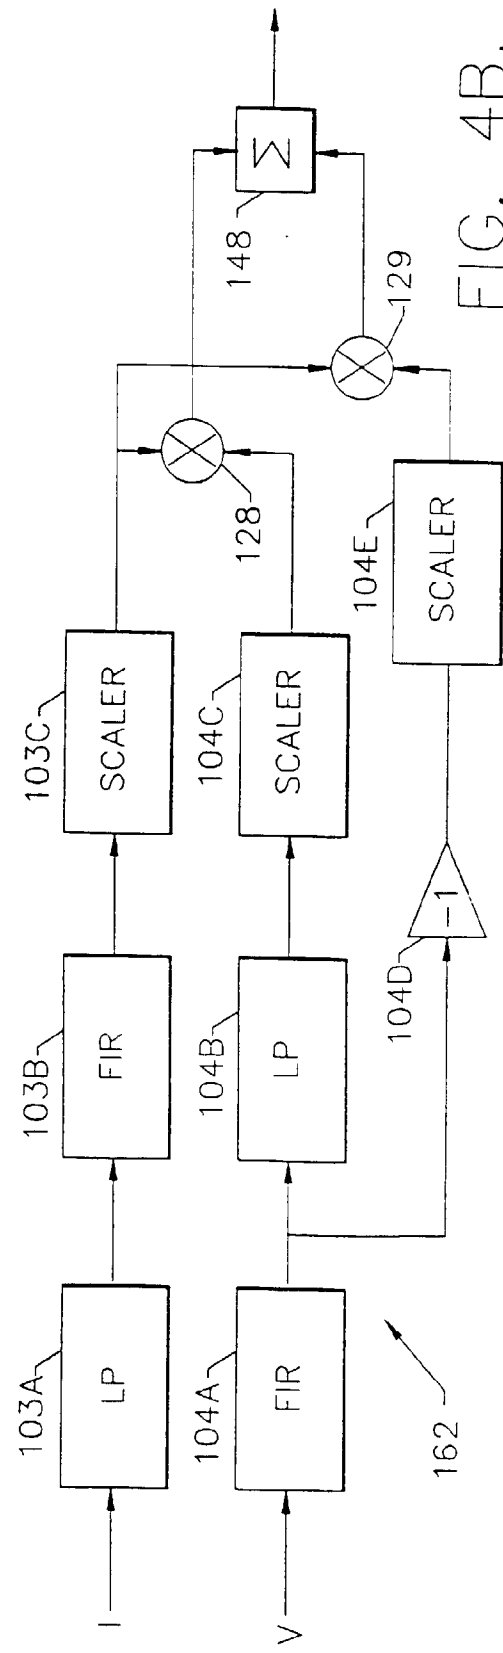 I
103A
LP
103B
FIR
103C
SCALER
V
104A
FIR
104B
LP
104C
SCALER
104D
-1
104E
SCALER
128
129
148
Σ
162
FIG. 4B.